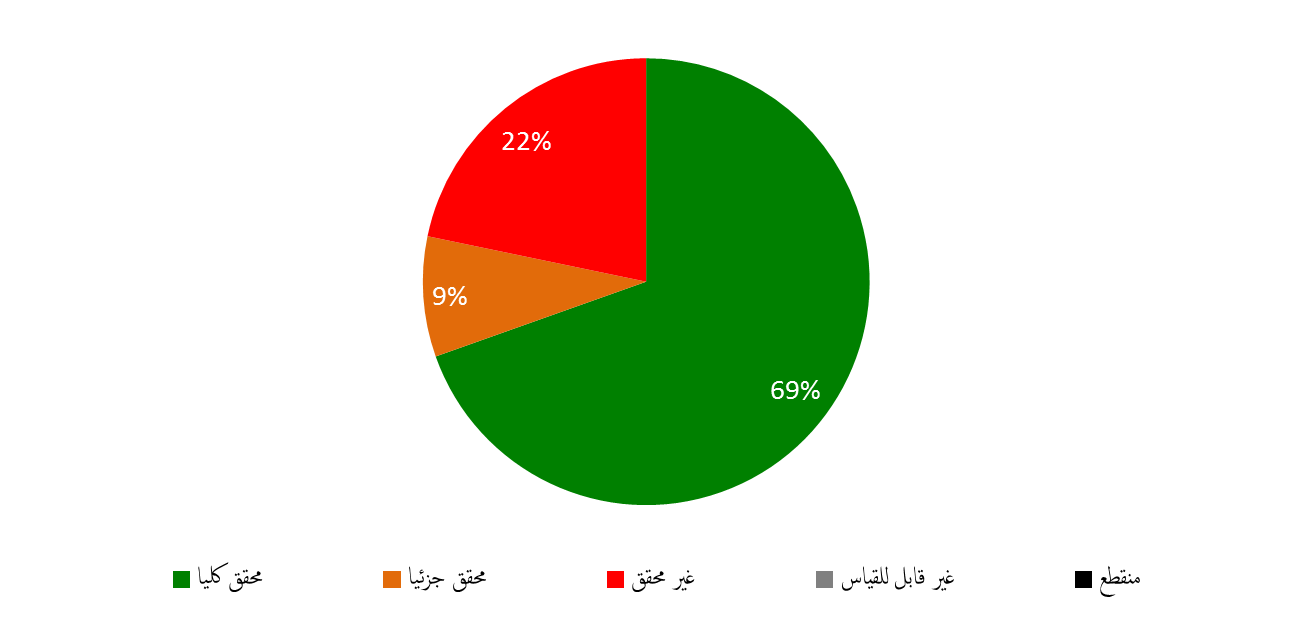 22%
9%
69%
محقق كليا
محقق جزئيا
غير محقق
غير قابل للقياس
منقطع